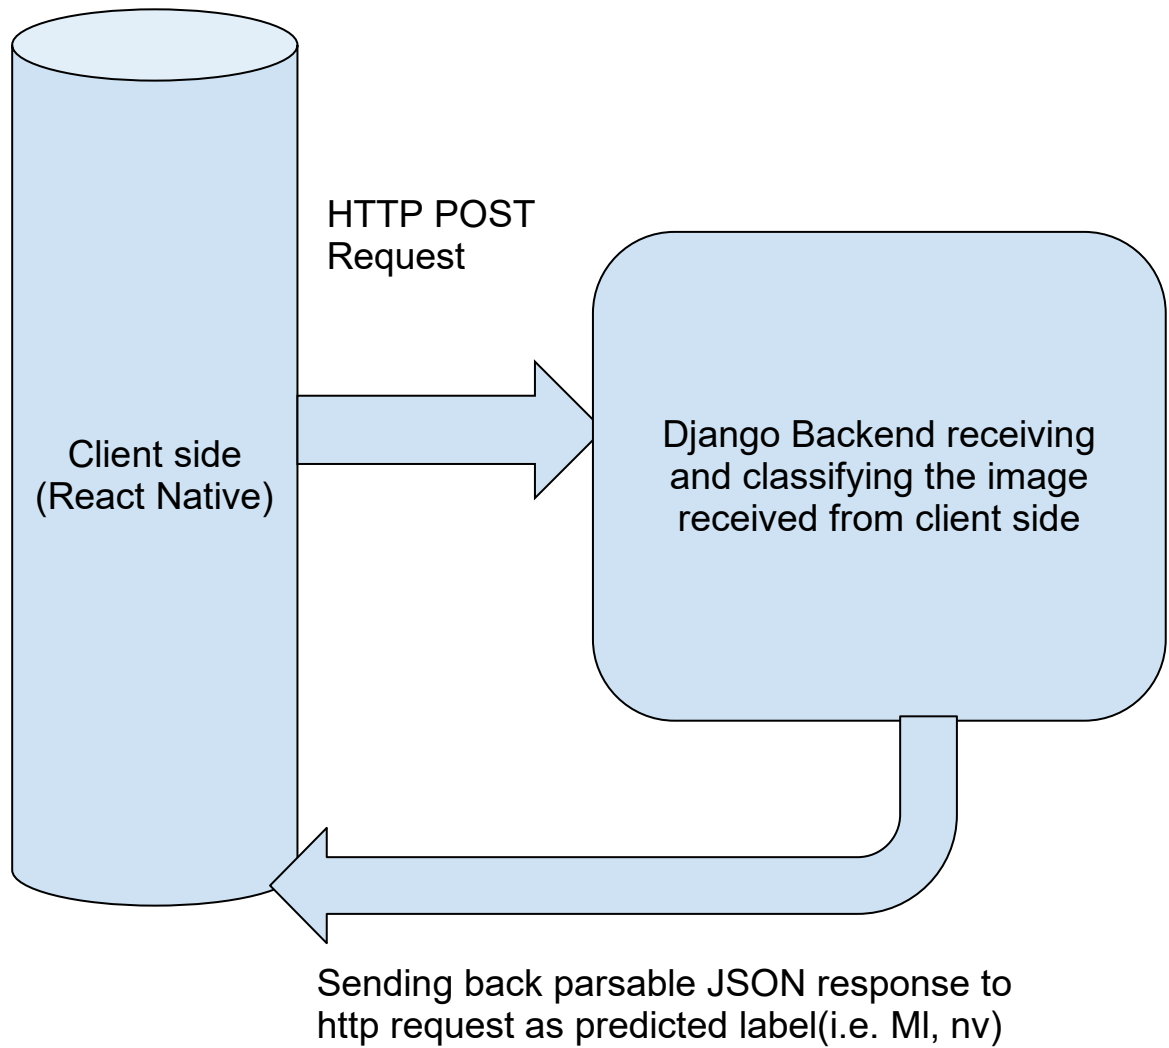 HTTP POST
Request
Client side
(React Native)
Django Backend receiving
and classifying the image
received from client side
Sending back parsable JSON response to
http request as predicted label(i.e. Ml, nv)